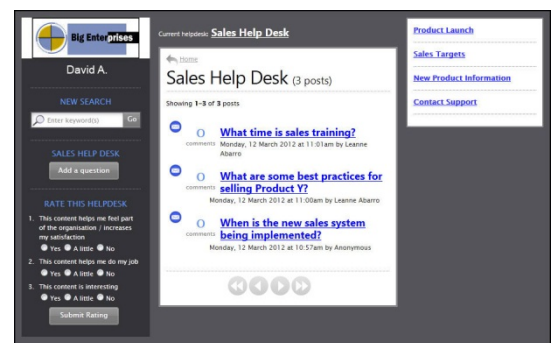 Big Enterprises
David A.
NEW SEARCH
Enter keyword(s)
Go
SALES HELP DESK
Add a question
RATE THIS HELPDESK
1. This content helps me feel part
of the organisation / increases
my satisfaction
Yes A little No
2. This content helps me do my job
Yes A little No
3. This content is interesting
Yes A little No
Submit Rating
Current helpdesk: Sales Help Desk
Home
Sales Help Desk (3 posts)
Showing 1-3 of 3 posts
0
comments
What time is sales training?
Monday, 12 March 2012 at 11:01am by Leanne
Abarro
0
comments
What are some best practices for
selling Product Y?
Monday, 12 March 2012 at 11:00am by Leanne Abarro
0
comments
When is the new sales system
being implemented?
Monday, 12 March 2012 at 10:57am by Anonymous
Product Launch
Sales Targets
New Product Information
Contact Support